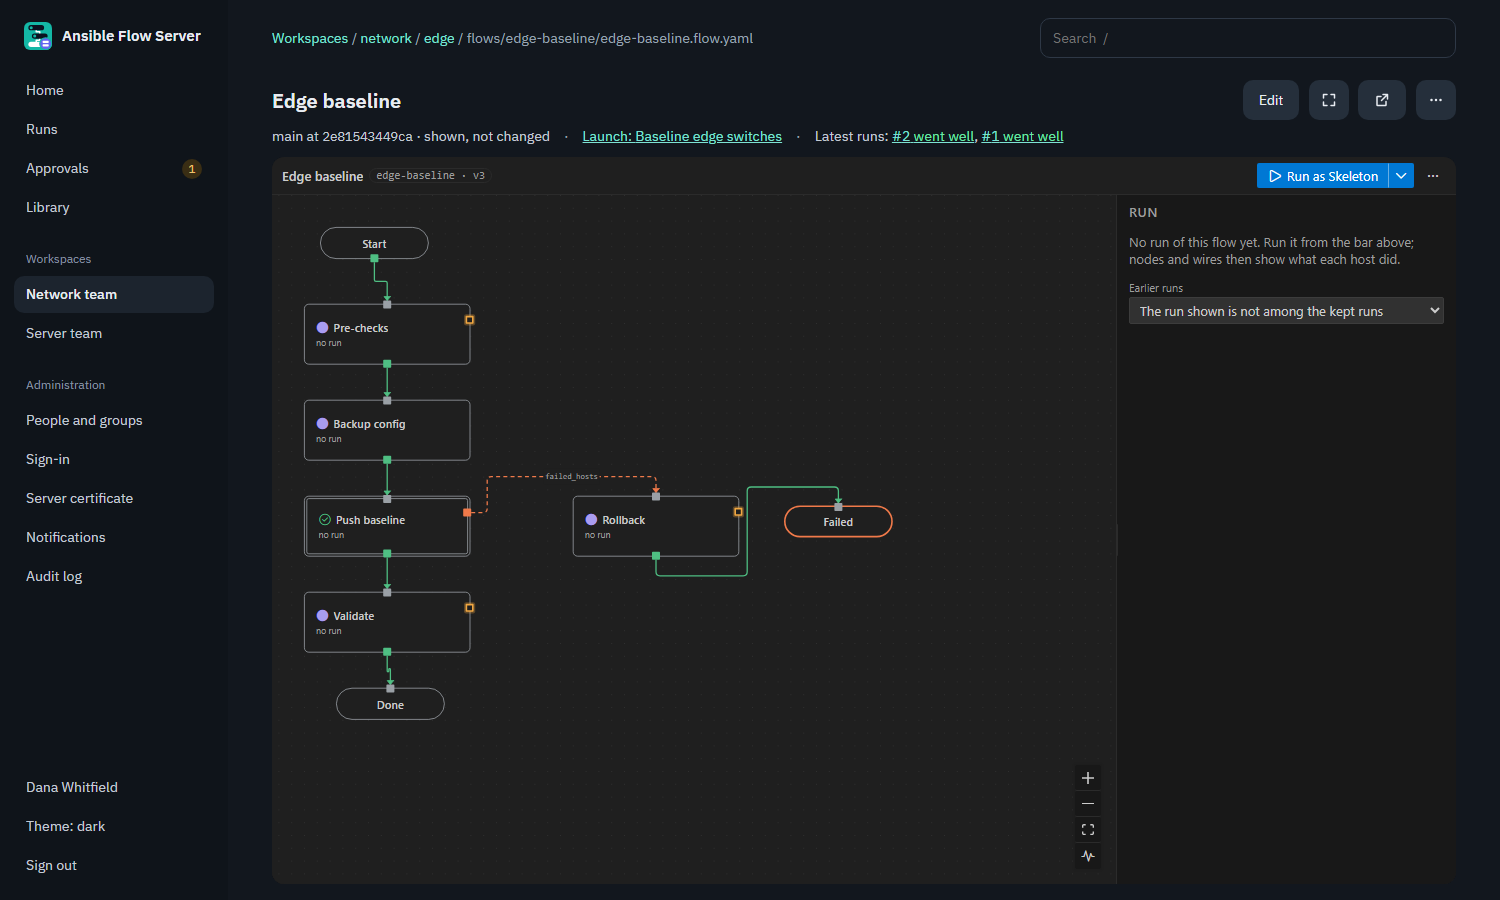 Ansible Flow Server
Home
Runs
Approvals 1
Library
Workspaces
Network team
Server team
Administration
People and groups
Sign-in
Server certificate
Notifications
Audit log
Dana Whitfield
Theme: dark
Sign out
Workspaces / network / edge / flows/edge-baseline/edge-baseline.flow.yaml
Search /
Edge baseline
Edit
main at 2e81543449ca · shown, not changed · Launch: Baseline edge switches · Latest runs: #2 went well, #1 went well
Edge baseline edge-baseline · v3
Run as Skeleton
Start
Pre-checks
no run
Backup config
no run
failed_hosts
Push baseline
no run
Rollback
no run
Failed
Validate
no run
Done
RUN
No run of this flow yet. Run it from the bar above;
nodes and wires then show what each host did.
Earlier runs
The run shown is not among the kept runs